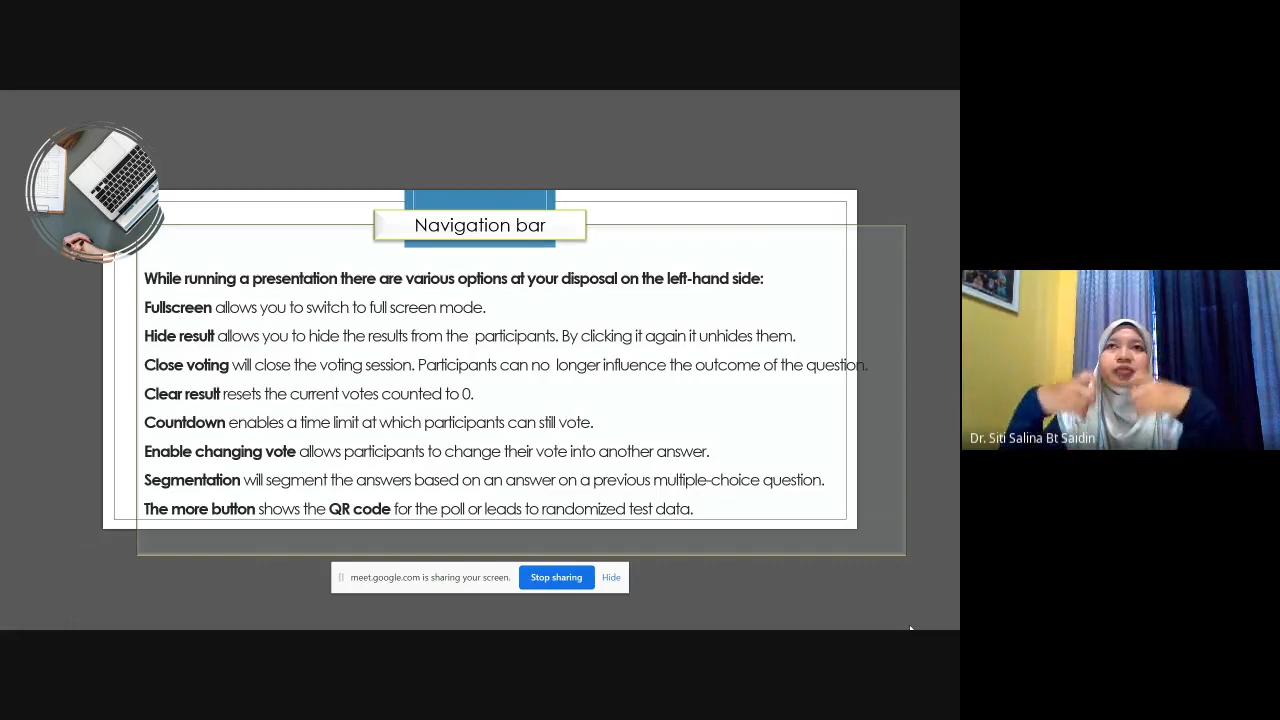 Navigation bar
While running a presentation there are various options at your disposal on the left-hand side:
Fullscreen allows you to switch to full screen mode.
Hide result allows you to hide the results from the participants. By clicking it again it unhides them.
Close voting will close the voting session. Participants can no longer influence the outcome of the question.
Clear result resets the current votes counted to 0.
Countdown enables a time limit at which participants can still vote.
Enable changing vote allows participants to change their vote into another answer.
Segmentation will segment the answers based on an answer on a previous multiple-choice question.
The more button shows the QR code for the poll or leads to randomized test data.
meet.google.com is sharing your screen. Stop sharing Hide
Dr. Siti Salina Bt Saidin